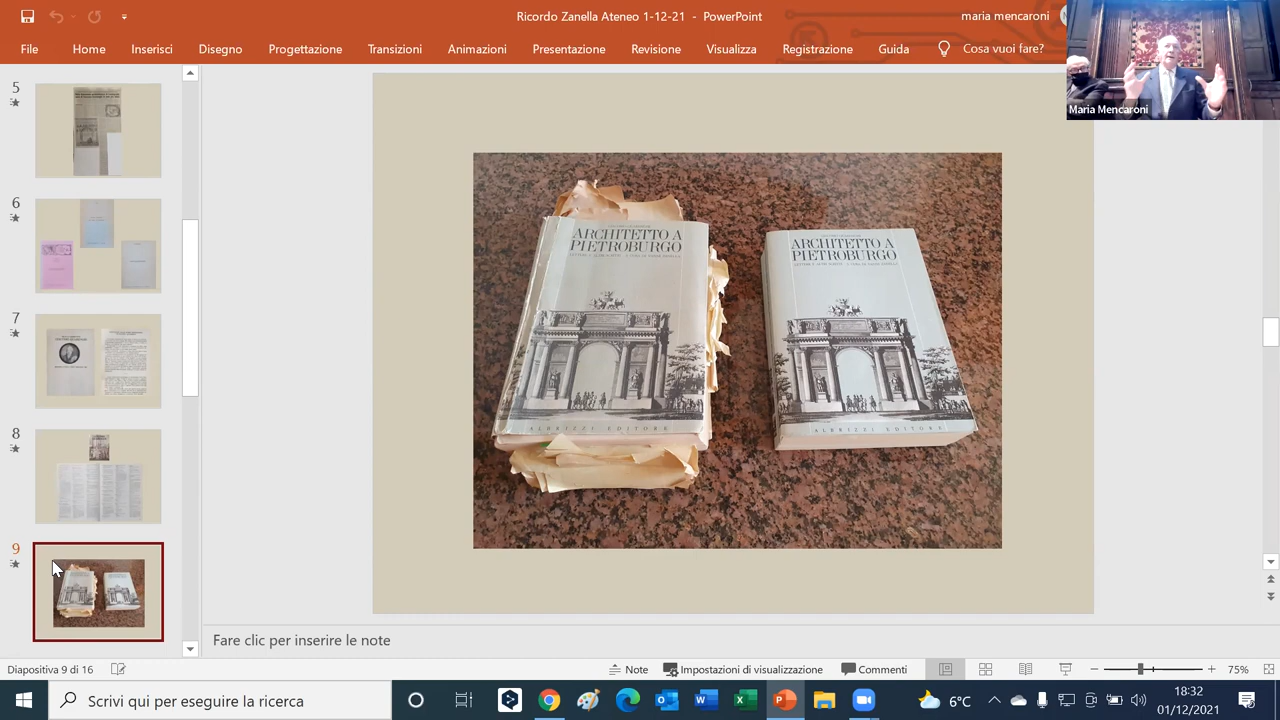 Ricordo Zanella Ateneo 1-12-21 - PowerPoint
maria mencaroni
File Home Inserisci Disegno Progettazione Transizioni Animazioni Presentazione Revisione Visualizza Registrazione Guida Cosa vuoi fare?
Maria Mencaroni
5
6
7
8
9
ARCHITETTO A
PIETROBURGO
ALBRIZZI EDITORE
ARCHITETTO A
PIETROBURGO
ALBRIZZI EDITORE
Fare clic per inserire le note
Diapositiva 9 di 16
Note Impostazioni di visualizzazione Commenti
75%
Scrivi qui per eseguire la ricerca
6°C
18:32
01/12/2021